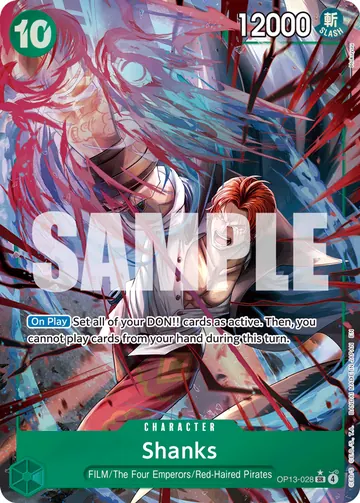 10
12000
斬
SLASH
SAMPLE
On Play Set all of your DON!! cards as active. Then, you
cannot play cards from your hand during this turn.
CHARACTER
Shanks
FILM/The Four Emperors/Red-Haired Pirates
OP13-028 SR 4